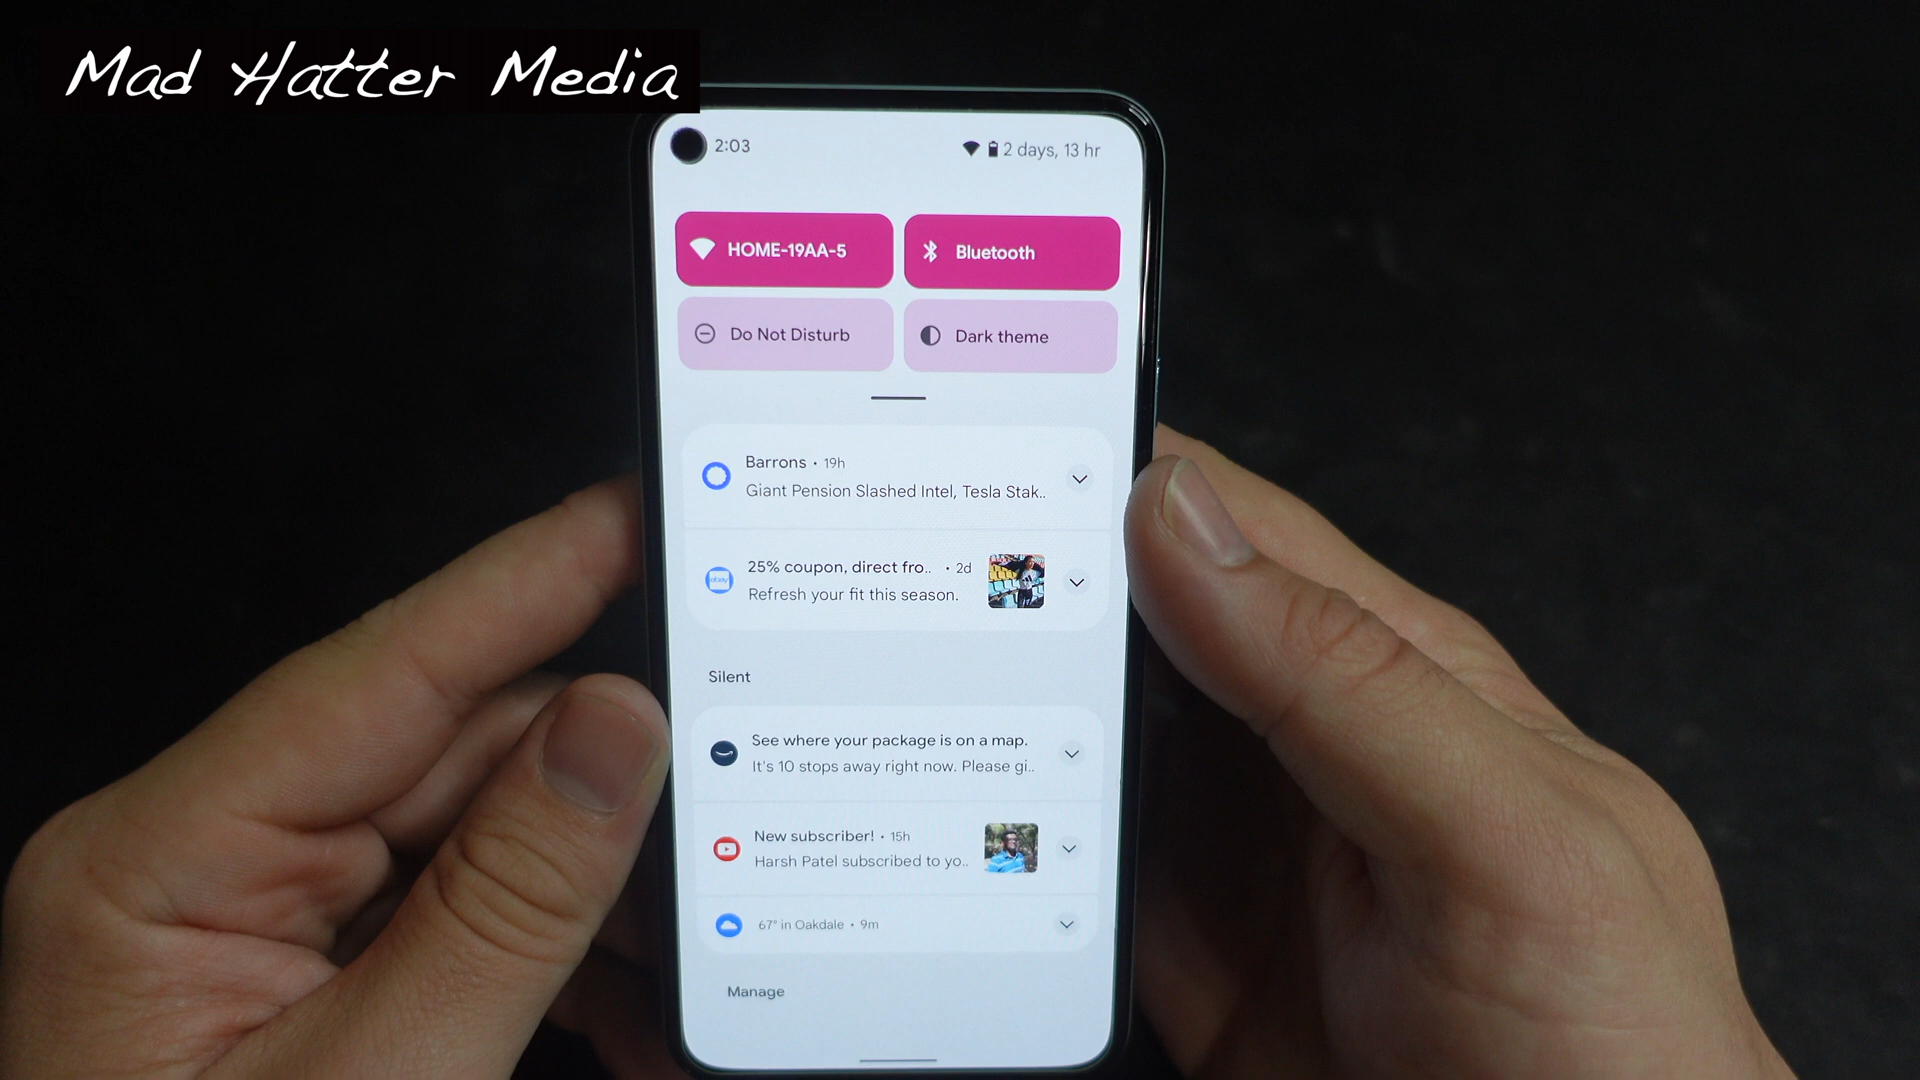 Mad Hatter Media
2:03
2 days, 13 hr
HOME-19AA-5
Bluetooth
Do Not Disturb
Dark theme
Barrons • 19h
Giant Pension Slashed Intel, Tesla Stak..
25% coupon, direct fro.. • 2d
ebay
Refresh your fit this season.
Silent
See where your package is on a map.
It's 10 stops away right now. Please gi..
New subscriber! • 15h
Harsh Patel subscribed to yo..
67° in Oakdale • 9m
Manage